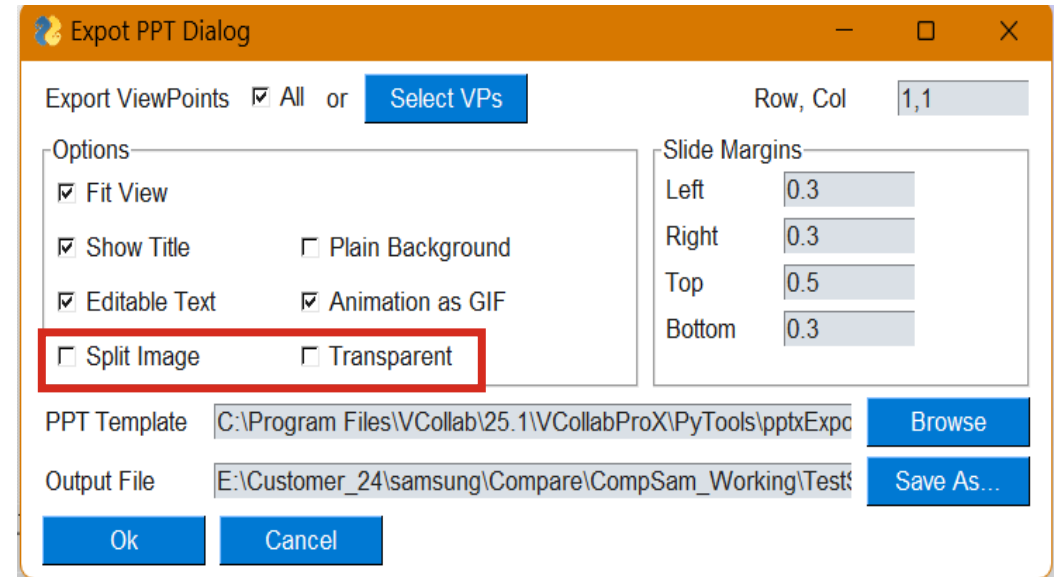 Expot PPT Dialog
Export ViewPoints All or Select VPs Row, Col 1,1
Options
Fit View
Show Title Plain Background
Editable Text Animation as GIF
Split Image Transparent
Slide Margins
Left 0.3
Right 0.3
Top 0.5
Bottom 0.3
PPT Template C:\Program Files\VCollab\25.1\VCollabProX\PyTools\pptxExpo Browse
Output File E:\Customer_24\samsung\Compare\CompSam_Working\TestS Save As...
Ok Cancel